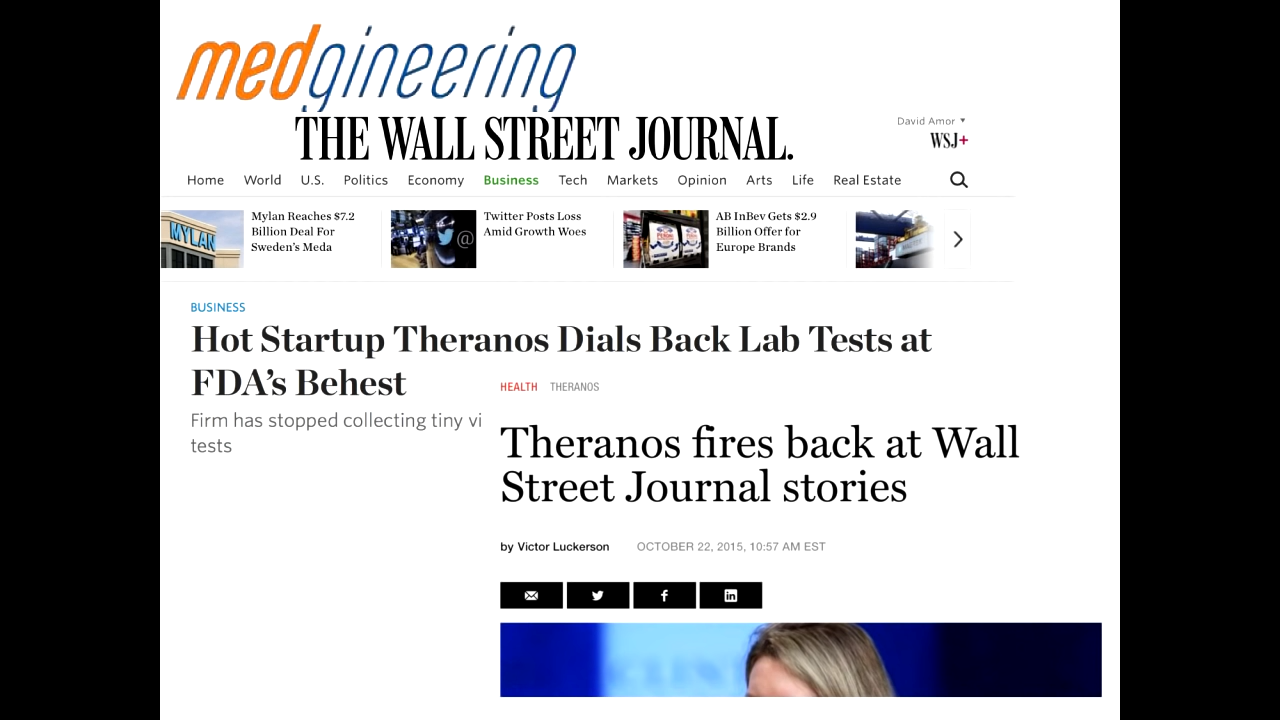 medgineering
THE WALL STREET JOURNAL.
David Amor ▼
WSJ+
Home World U.S. Politics Economy Business Tech Markets Opinion Arts Life Real Estate
MYLAN
Mylan Reaches $7.2
Billion Deal For
Sweden's Meda
@
Twitter Posts Loss
Amid Growth Woes
AB InBev Gets $2.9
Billion Offer for
Europe Brands
BUSINESS
Hot Startup Theranos Dials Back Lab Tests at
FDA's Behest
Firm has stopped collecting tiny vi
tests
HEALTH THERANOS
Theranos fires back at Wall
Street Journal stories
by Victor Luckerson OCTOBER 22, 2015, 10:57 AM EST